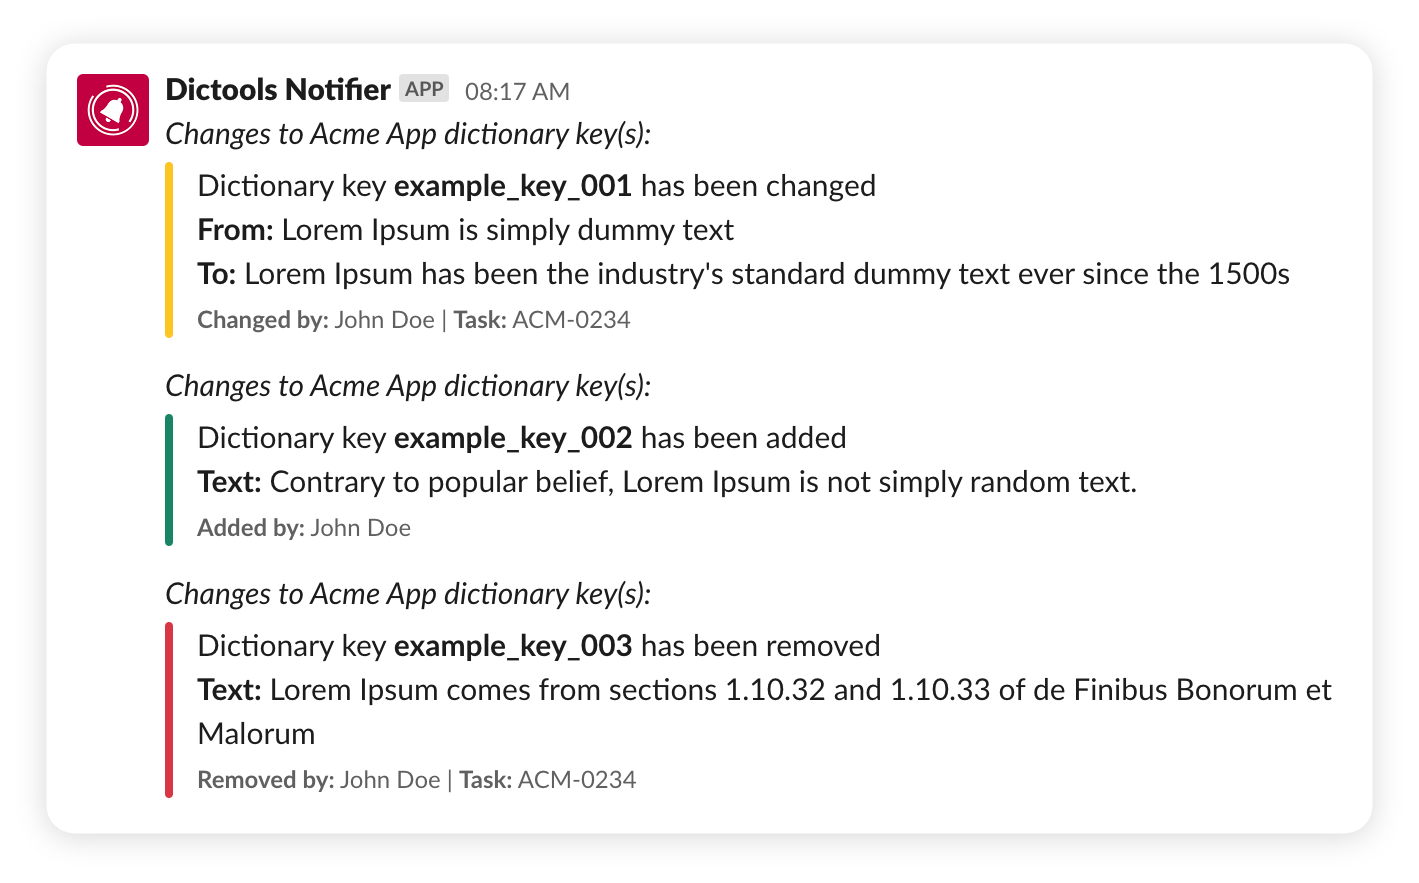 Dictools Notifier APP 08:17 AM
Changes to Acme App dictionary key(s):
Dictionary key example_key_001 has been changed
From: Lorem Ipsum is simply dummy text
To: Lorem Ipsum has been the industry's standard dummy text ever since the 1500s
Changed by: John Doe | Task: ACM-0234
Changes to Acme App dictionary key(s):
Dictionary key example_key_002 has been added
Text: Contrary to popular belief, Lorem Ipsum is not simply random text.
Added by: John Doe
Changes to Acme App dictionary key(s):
Dictionary key example_key_003 has been removed
Text: Lorem Ipsum comes from sections 1.10.32 and 1.10.33 of de Finibus Bonorum et
Malorum
Removed by: John Doe | Task: ACM-0234